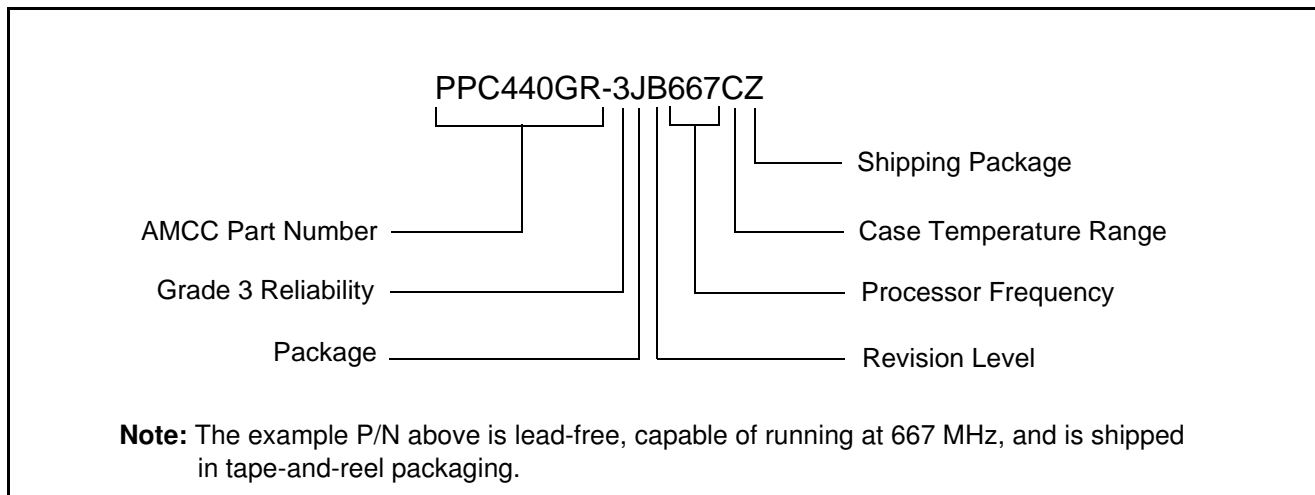 PPC440GR-3JB667CZ
Shipping Package
AMCC Part Number
Case Temperature Range
Grade 3 Reliability
Processor Frequency
Package
Revision Level
Note: The example P/N above is lead-free, capable of running at 667 MHz, and is shipped
in tape-and-reel packaging.